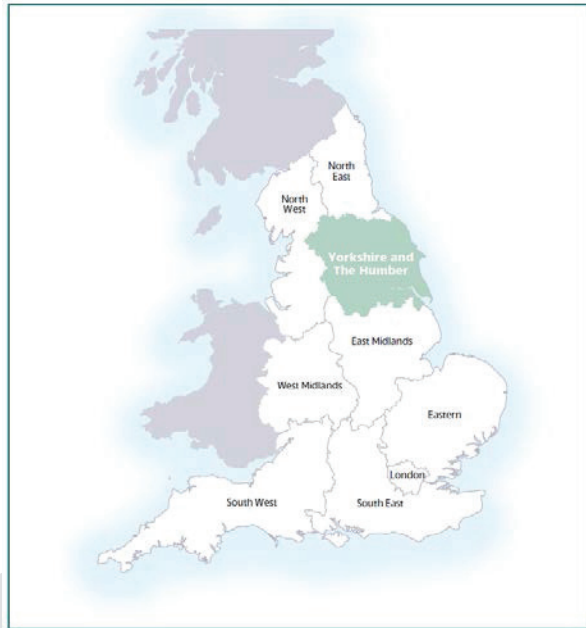 North
East
North
West
Yorkshire and
The Humber
East Midlands
West Midlands
Eastern
London
South West
South East